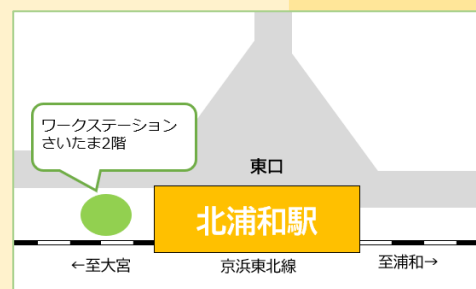 ワークステーション
さいたま2階
東口
北浦和駅
←至大宮
京浜東北線
至浦和→